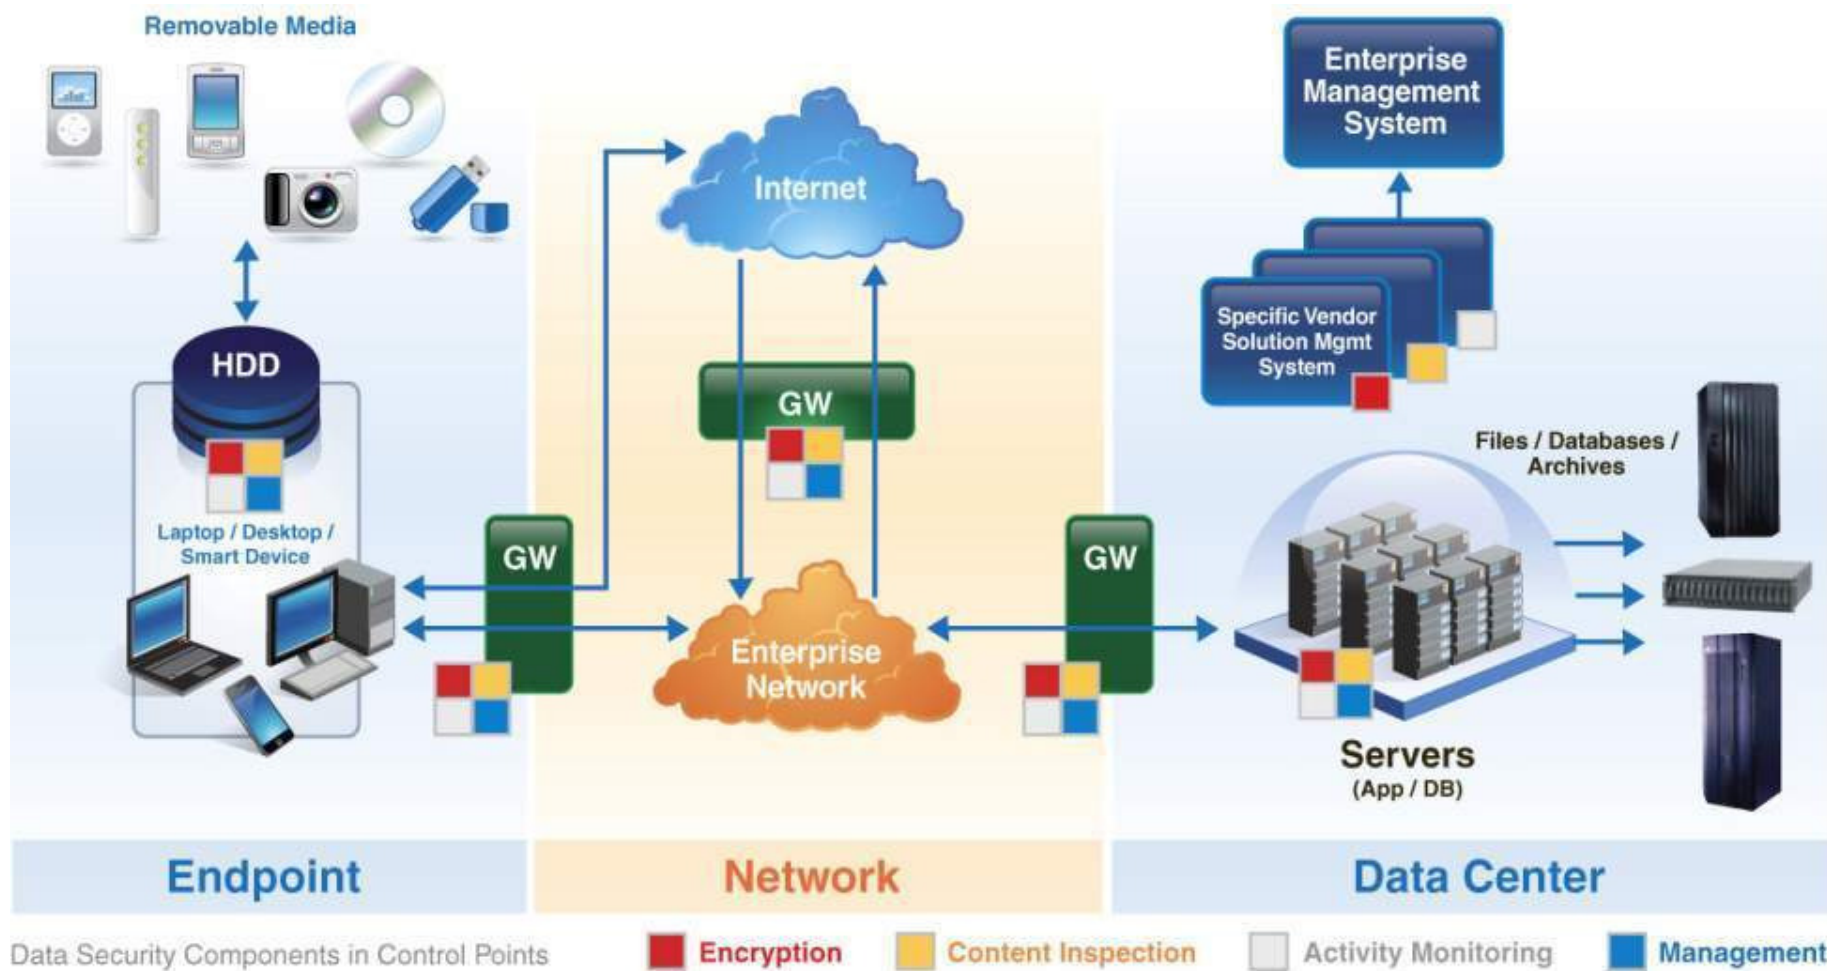 Removable Media
HDD
Laptop / Desktop /
Smart Device
GW
Internet
GW
Enterprise
Network
GW
Enterprise
Management
System
Specific Vendor
Solution Mgmt
System
Files / Databases /
Archives
Servers
(App / DB)
Endpoint
Network
Data Center
Data Security Components in Control Points
Encryption
Content Inspection
Activity Monitoring
Management